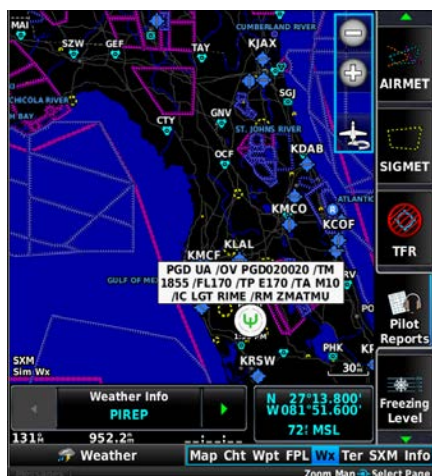 MAI
SZW
GEF
TAY
CUMBERLAND RIVER
KJAX
SGJ
CTY
GNV
ST. JOHNS RIVER
OCF
KDAB
ATLANTIC
KMCO
KCOF
KMCF
KLAL
GULF OF ME
PGD UA /OV PGD020020 /TM
1855 /FL170 /TP E170 /TA M10
/IC LGT RIME /RM ZMATMU
PHK
KRSW
SXM
Sim Wx
30
AIRMET
SIGMET
TFR
Pilot
Reports
Freezing
Level
Weather Info
PIREP
N 27°13.800'
W081°51.600'
72 MSL
131
952.2
Weather
Map Cht Wpt FPL Wx Ter SXM Info
Zoom Map Select Page